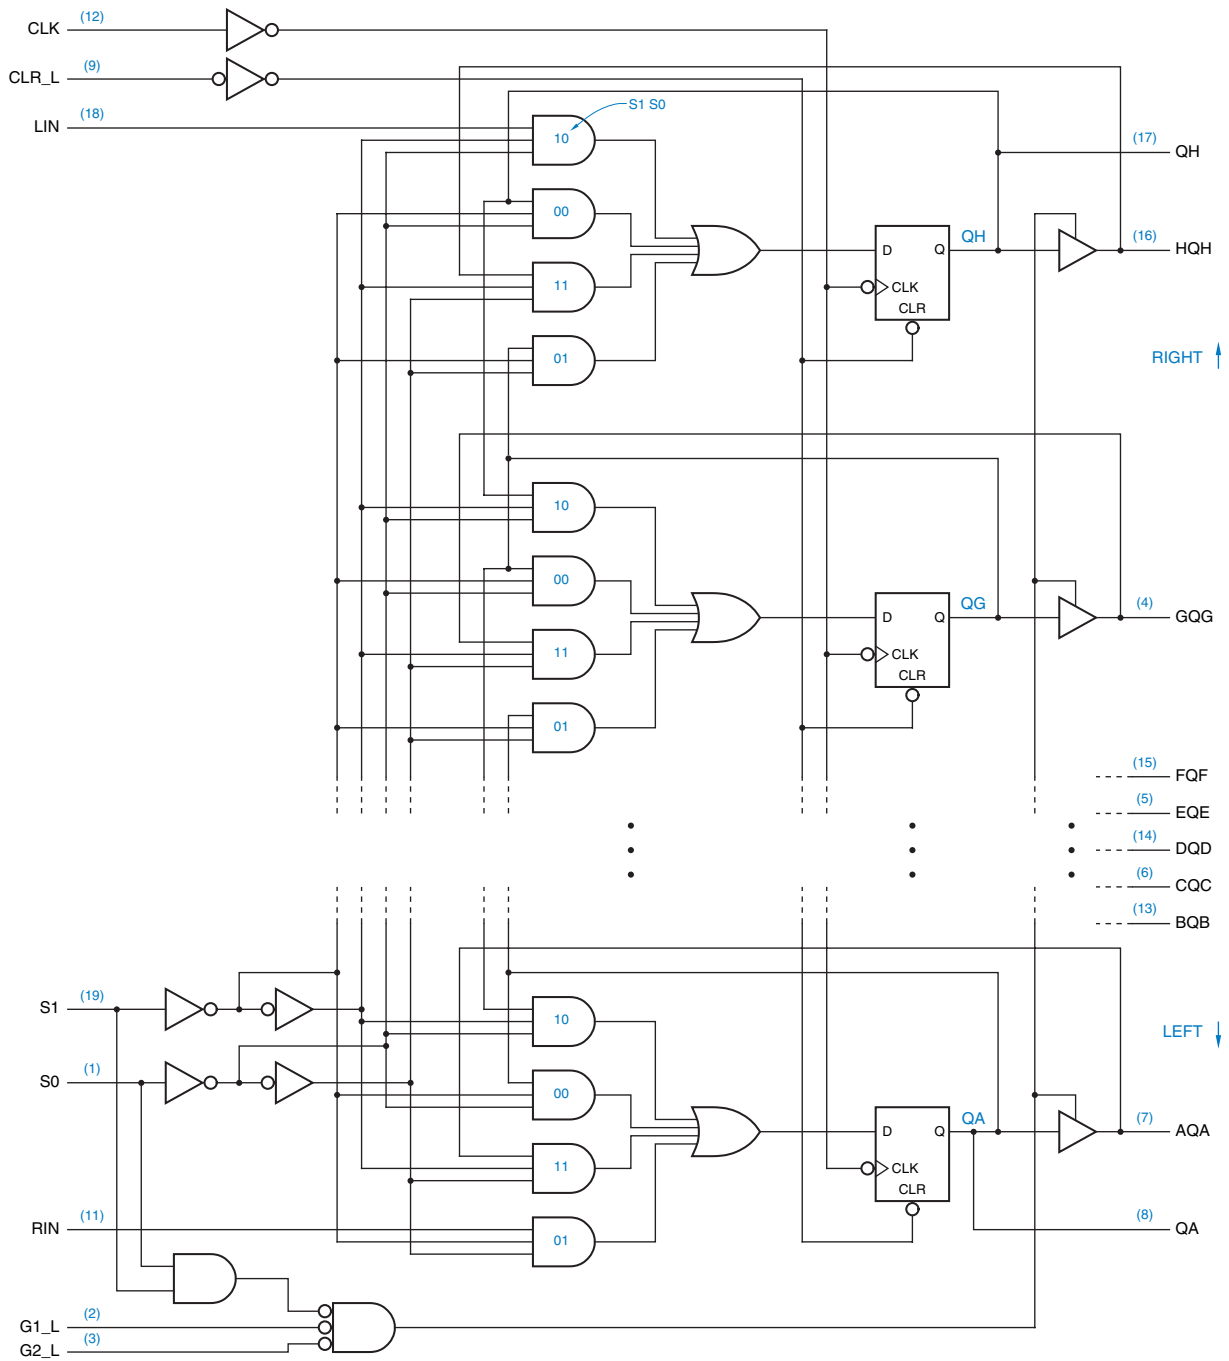 CLK (12)
CLR_L (9)
LIN (18)
S1 S0
10
(17) QH
00
D Q QH
(16) HQH
11
CLK
CLR
01
RIGHT
10
00
D Q QG
(4) GQG
11
CLK
CLR
01
(15) FQF
(5) EQE
(14) DQD
(6) CQC
(13) BQB
S1 (19)
10
LEFT
S0 (1)
00
D Q QA
(7) AQA
11
CLK
CLR
RIN (11)
01
(8) QA
G1_L (2)
G2_L (3)